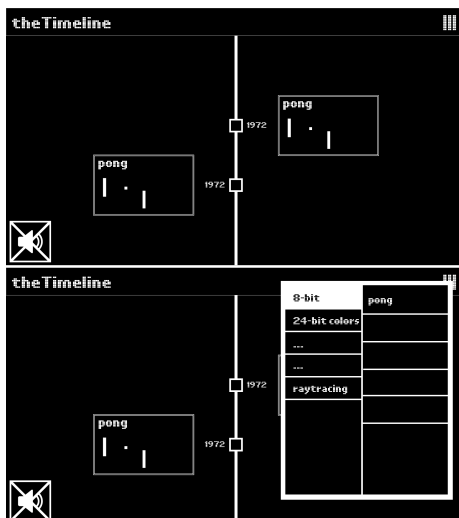 theTimeline
pong
1972
pong
1972
theTimeline
8-bit
pong
24-bit colors
...
...
raytracing
1972
pong
1972